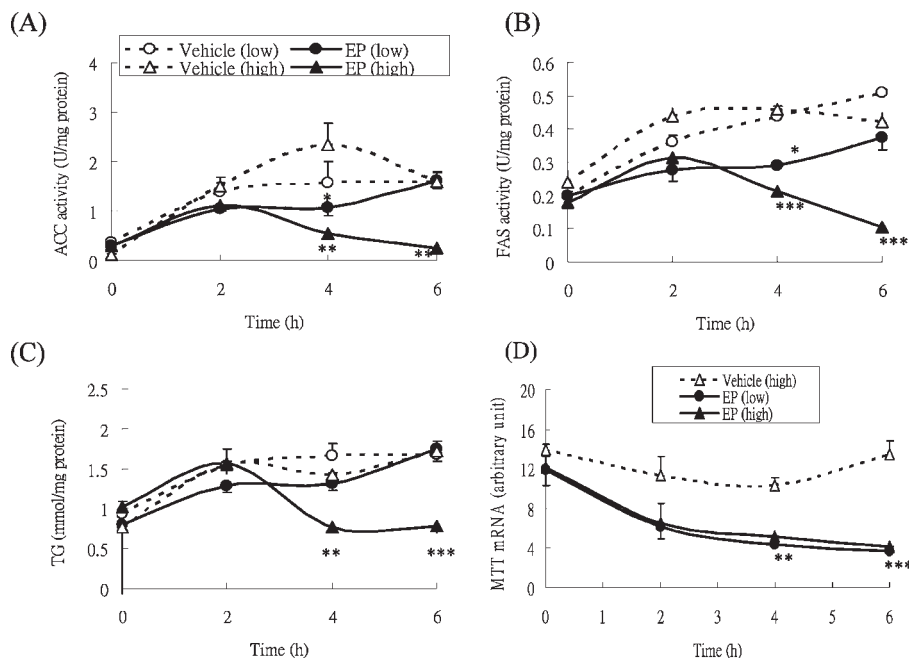 (A)
Vehicle (low) EP (low)
Vehicle (high) EP (high)
ACC activity (U/mg protein)
4
3
2
1
0
*
**
**
0 2 4 6
Time (h)
(B)
FAS activity (U/mg protein)
0.6
0.5
0.4
0.3
0.2
0.1
0
*
***
***
0 2 4 6
Time (h)
(C)
TG (mmol/mg protein)
2.5
2
1.5
1
0.5
0
** ***
0 2 4 6
Time (h)
(D)
Vehicle (high)
EP (low)
EP (high)
MTT mRNA (arbitrary unit)
20
16
12
8
4
0
** ***
0 1 2 3 4 5 6
Time (h)